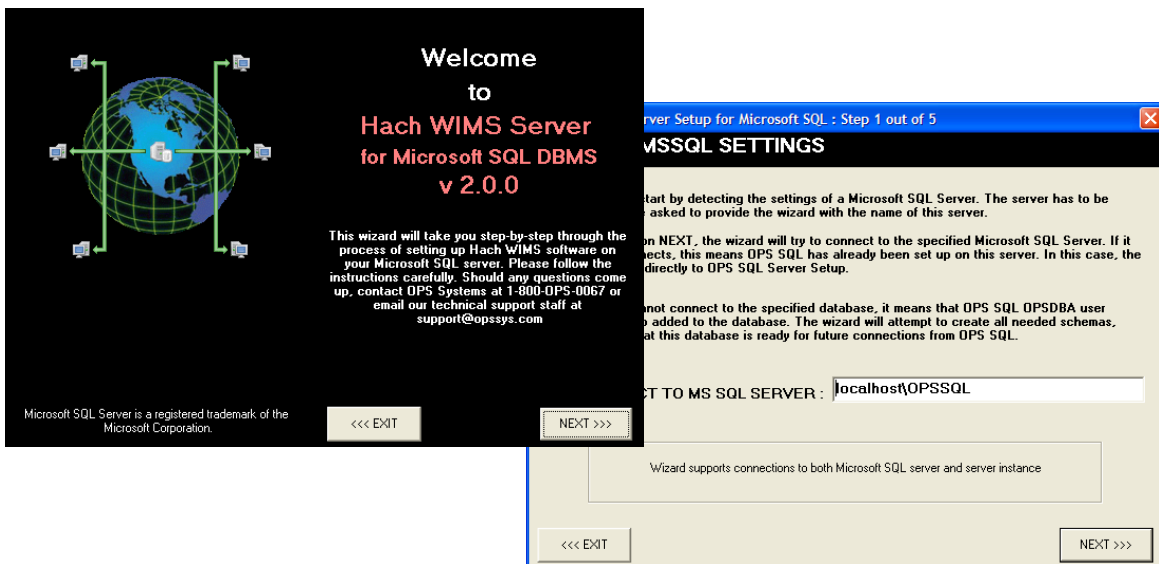 Welcome
to
Hach WIMS Server
for Microsoft SQL DBMS
v 2.0.0
This wizard will take you step-by-step through the
process of setting up Hach WIMS software on
your Microsoft SQL server. Please follow the
instructions carefully. Should any questions come
up, contact OPS Systems at 1-800-OPS-0067 or
email our technical support staff at
support@opssys.com
Microsoft SQL Server is a registered trademark of the
Microsoft Corporation.
<<< EXIT
NEXT >>>
rver Setup for Microsoft SQL : Step 1 out of 5
MSSQL SETTINGS
start by detecting the settings of a Microsoft SQL Server. The server has to be
asked to provide the wizard with the name of this server.
on NEXT, the wizard will try to connect to the specified Microsoft SQL Server. If it
nects, this means OPS SQL has already been set up on this server. In this case, the
directly to OPS SQL Server Setup.
nnot connect to the specified database, it means that OPS SQL OPSDBA user
added to the database. The wizard will attempt to create all needed schemas,
at this database is ready for future connections from OPS SQL.
CT TO MS SQL SERVER : localhost\OPSSQL
Wizard supports connections to both Microsoft SQL server and server instance
<<< EXIT
NEXT >>>